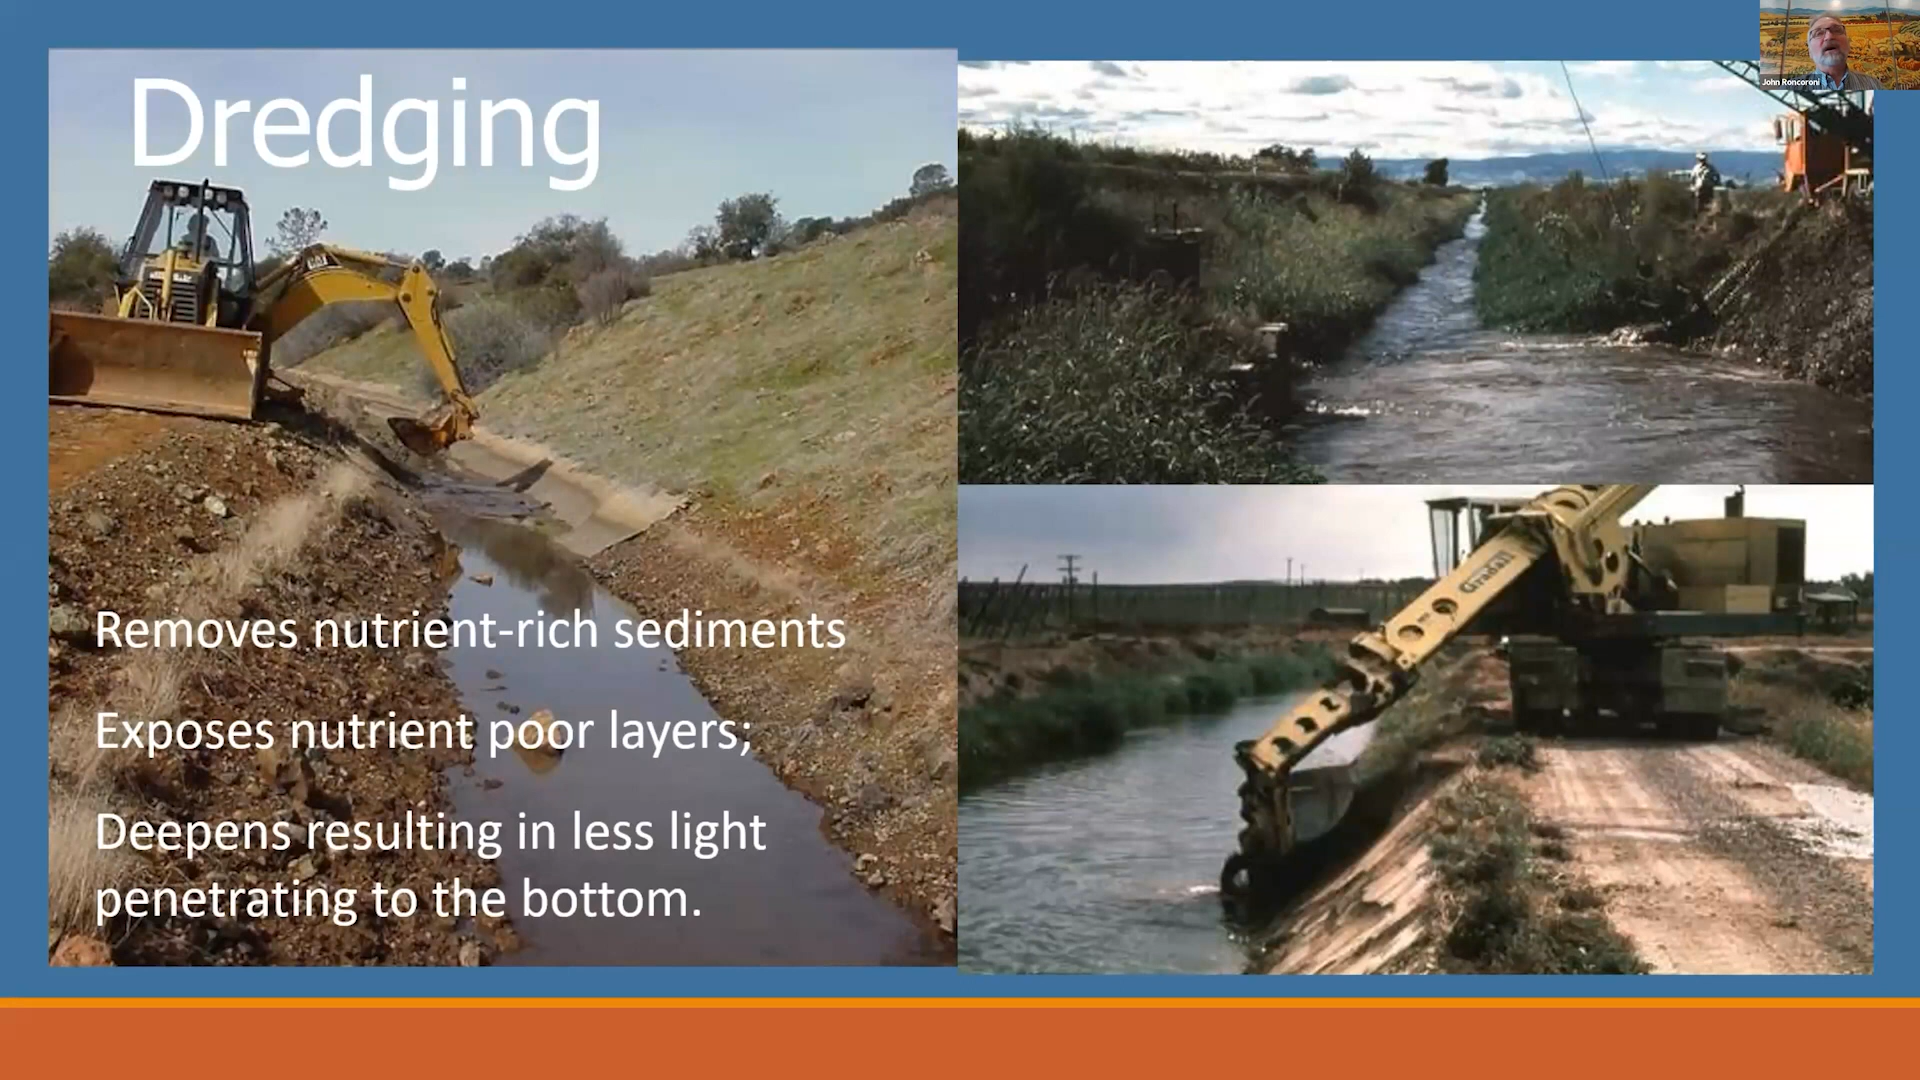 Dredging
John Roncoroni
CAT
Gradall
Removes nutrient-rich sediments
Exposes nutrient poor layers;
Deepens resulting in less light
penetrating to the bottom.